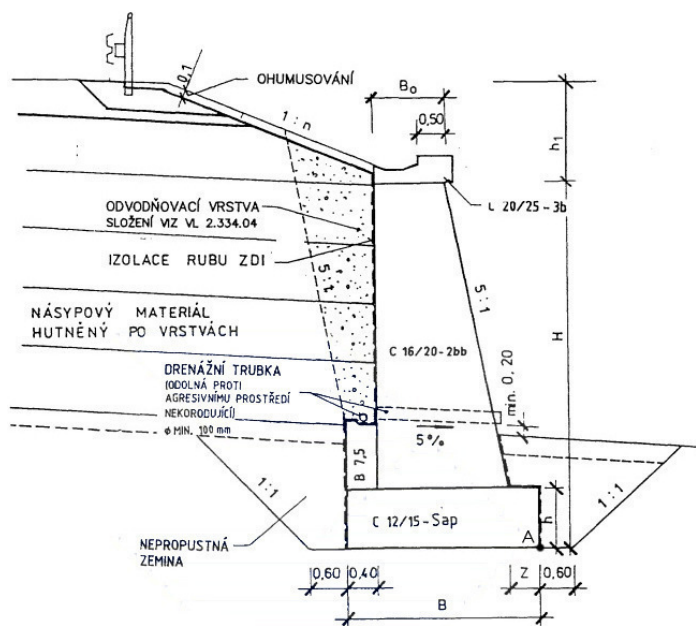 0,1
OHUMUSOVÁNÍ
1:n
B₀
0,50
h₁
C 20/25-3b
ODVODŇOVACÍ VRSTVA
SLOŽENÍ VIZ VL 2.334.04
IZOLACE RUBU ZDI
5:1
5:1
H
NÁSYPOVÝ MATERIÁL
HUTNĚNÝ PO VRSTVÁCH
C 16/20-2bb
DRENÁŽNÍ TRUBKA
(ODOLNÁ PROTI
AGRESIVNÍMU PROSTŘEDÍ
NEKORODUJÍCÍ)
ϕ MIN. 100 mm
min. 0,20
5%
B 7,5
1:1
1:1
C 12/15-Sap
h
A
NEPROPUSTNÁ
ZEMINA
0,60
0,40
Z
0,60
B